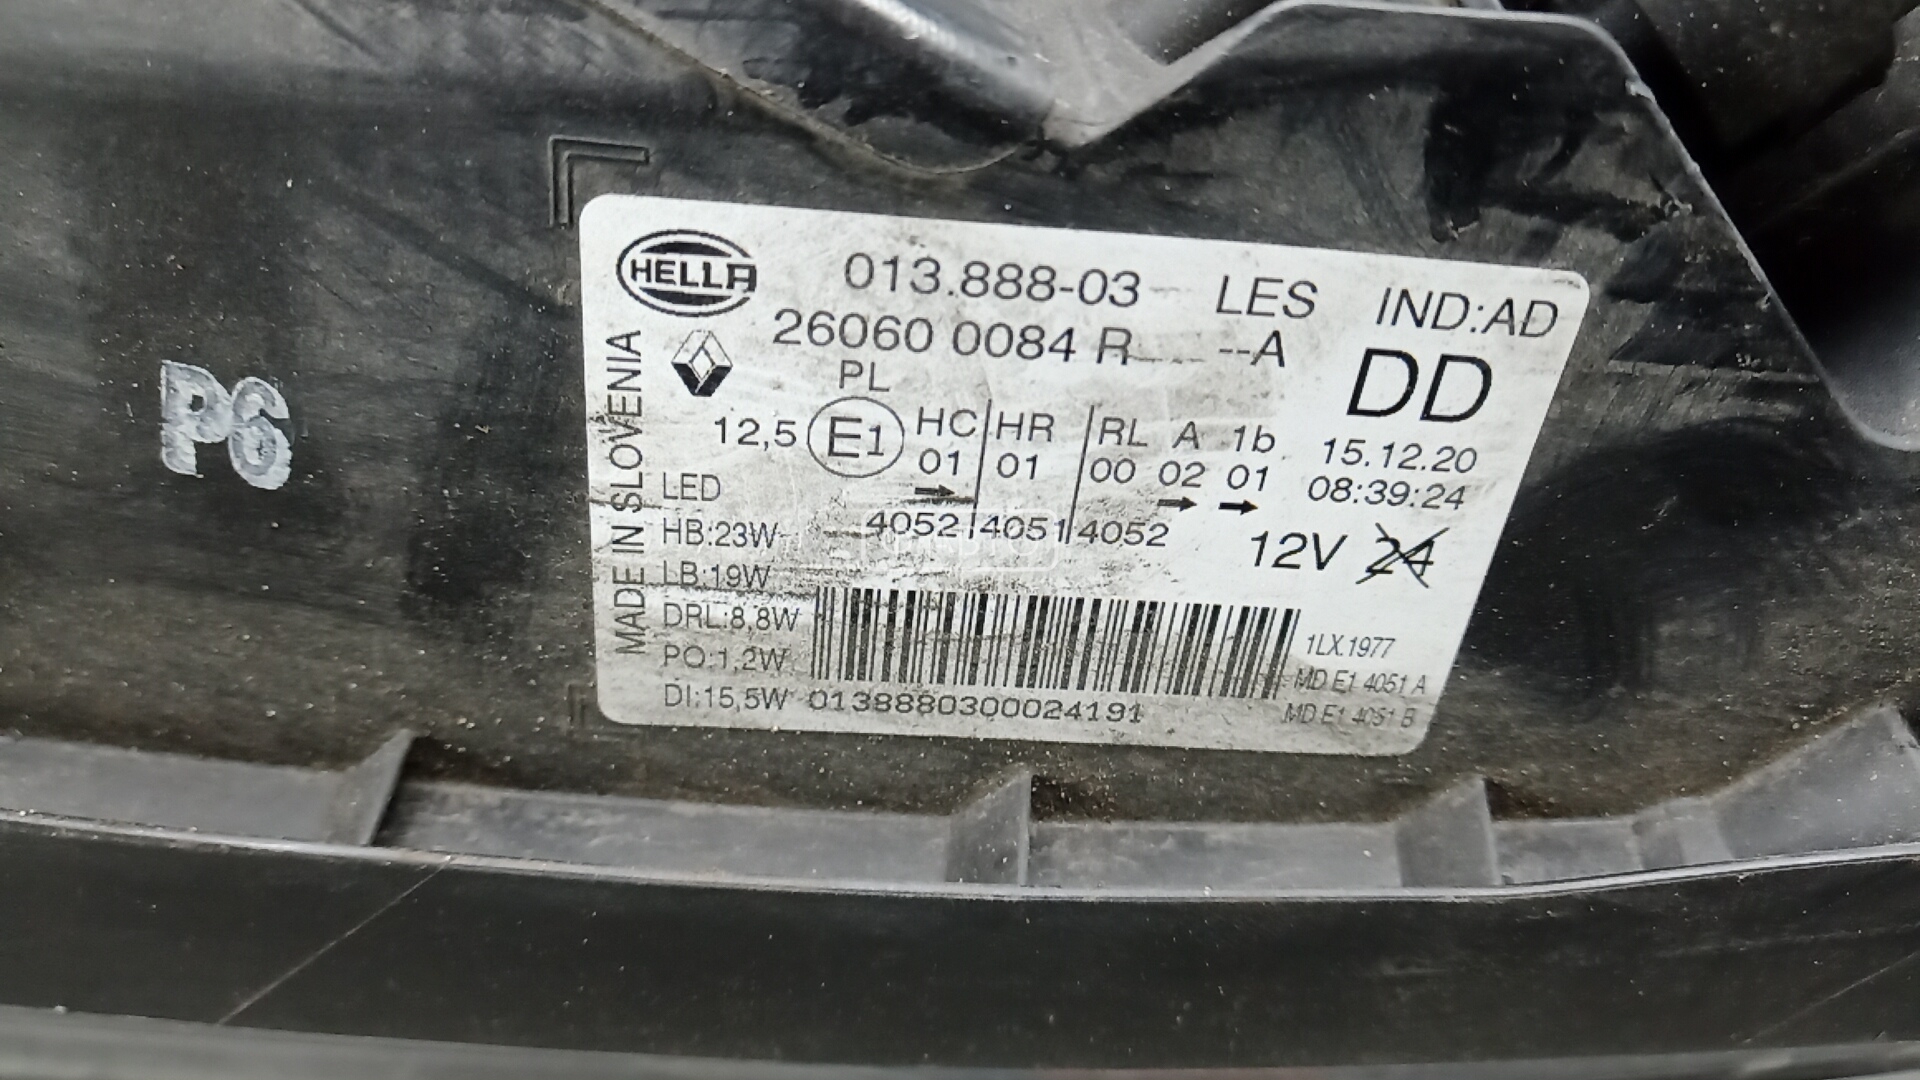 HELLA 013.888-03 LES IND:AD
26060 0084 R --A
PL
DD
12,5 E1 HC HR RL A 1b
01 01 00 02 01
15.12.20
08:39:24
LED
4052 4051 4052
12V 24
HB:23W
LB:19W
DRL:8,8W
PO:1,2W
DI:15,5W
MADE IN SLOVENIA
1LX.1977
MD E1 4051 A
MD E1 4051 B
0138880300024191
P6